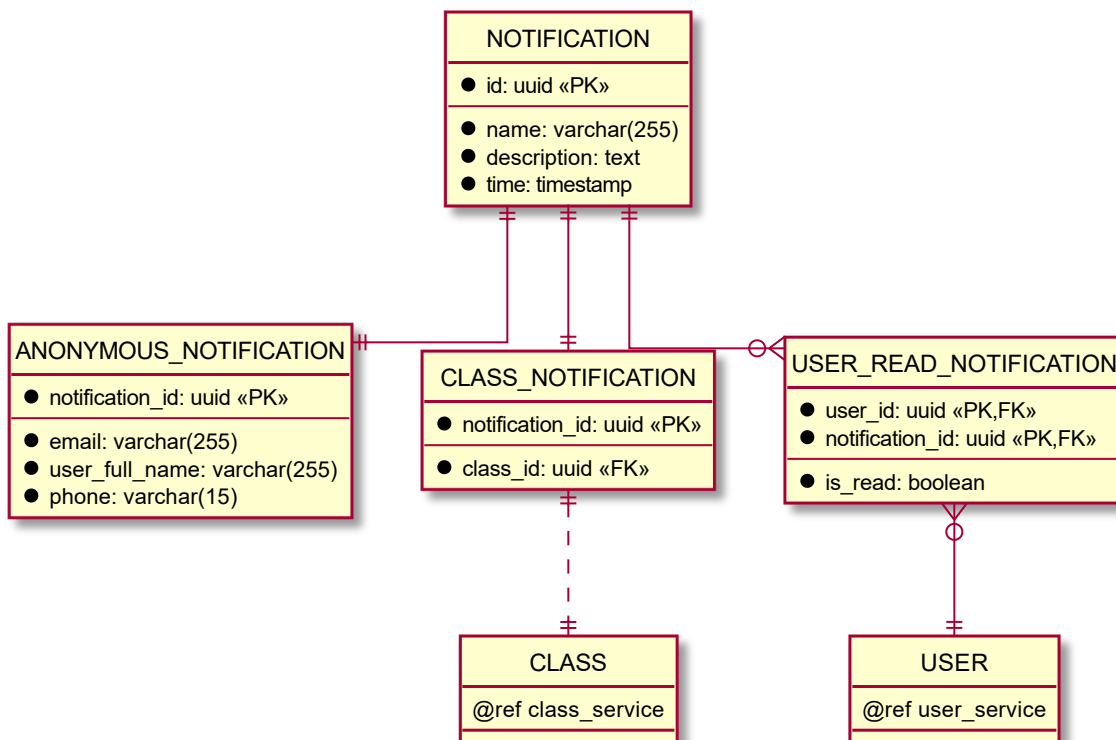 NOTIFICATION
id: uuid «PK»
name: varchar(255)
description: text
time: timestamp
ANONYMOUS_NOTIFICATION
notification_id: uuid «PK»
email: varchar(255)
user_full_name: varchar(255)
phone: varchar(15)
CLASS_NOTIFICATION
notification_id: uuid «PK»
class_id: uuid «FK»
USER_READ_NOTIFICATION
user_id: uuid «PK,FK»
notification_id: uuid «PK,FK»
is_read: boolean
CLASS
@ref class_service
USER
@ref user_service